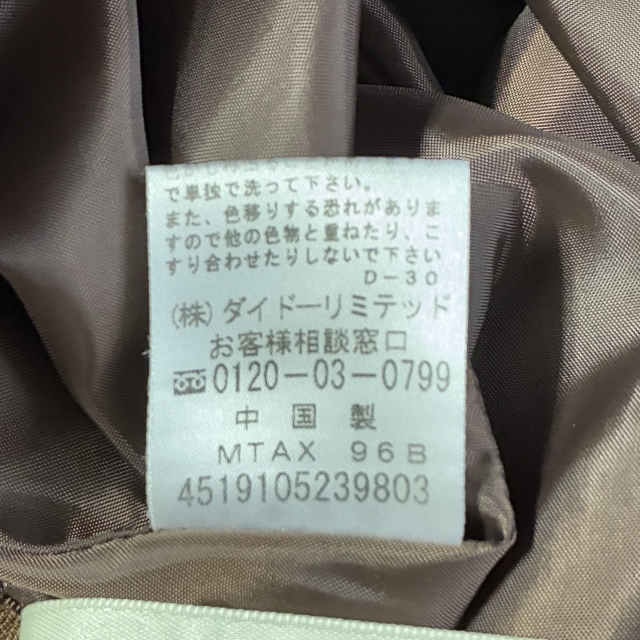 で単独で洗って下さい。
また、色移りする恐れがありま
すので他の色物と重ねたり、こ
すり合わせたりしないで下さい
D-30
(株)ダイドーリミテッド
お客様相談窓口
0120-03-0799
中国製
MTAX 96B
4519105239803